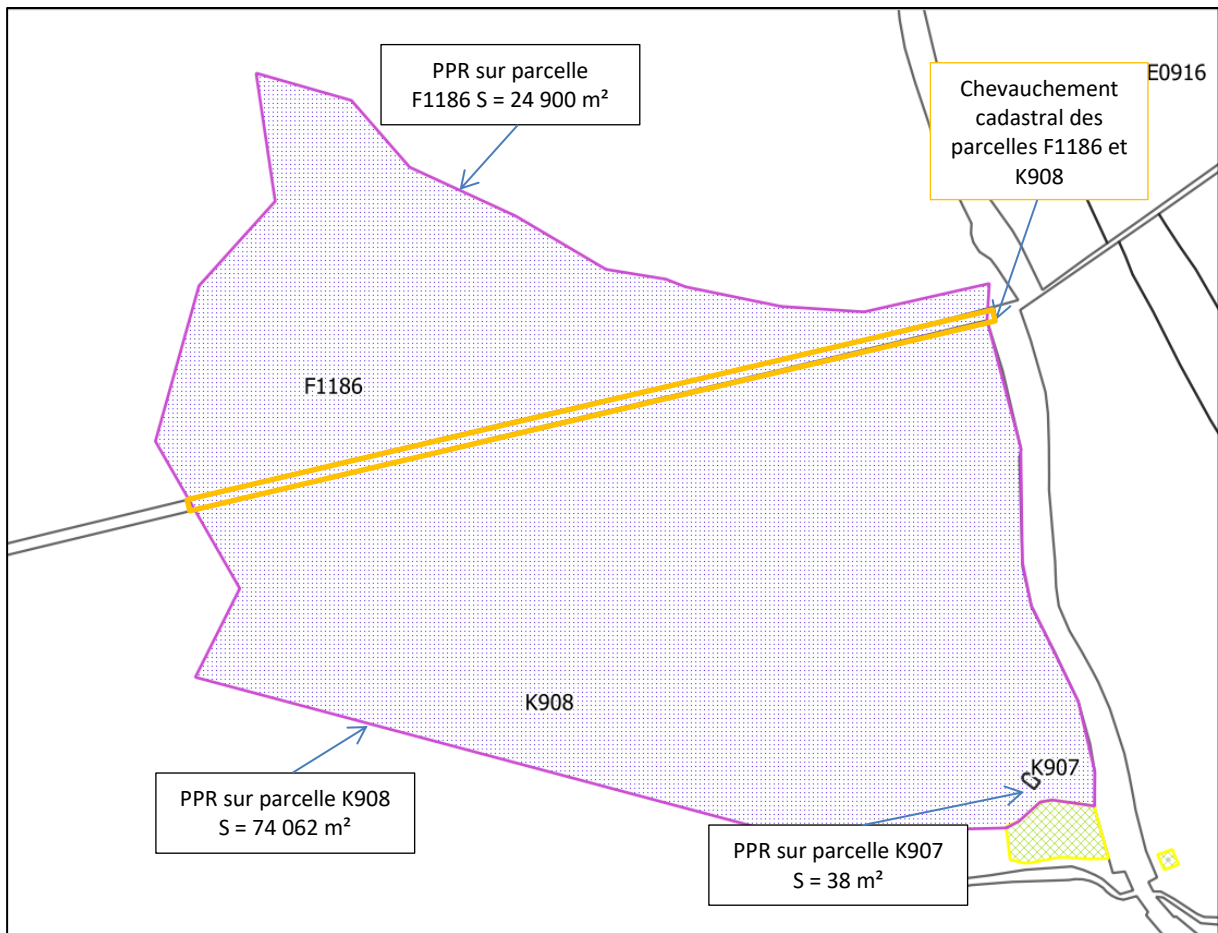 PPR sur parcelle
F1186 S = 24 900 m²
Chevauchement
cadastral des
parcelles F1186 et
K908
E0916
F1186
K908
K907
PPR sur parcelle K908
S = 74 062 m²
PPR sur parcelle K907
S = 38 m²